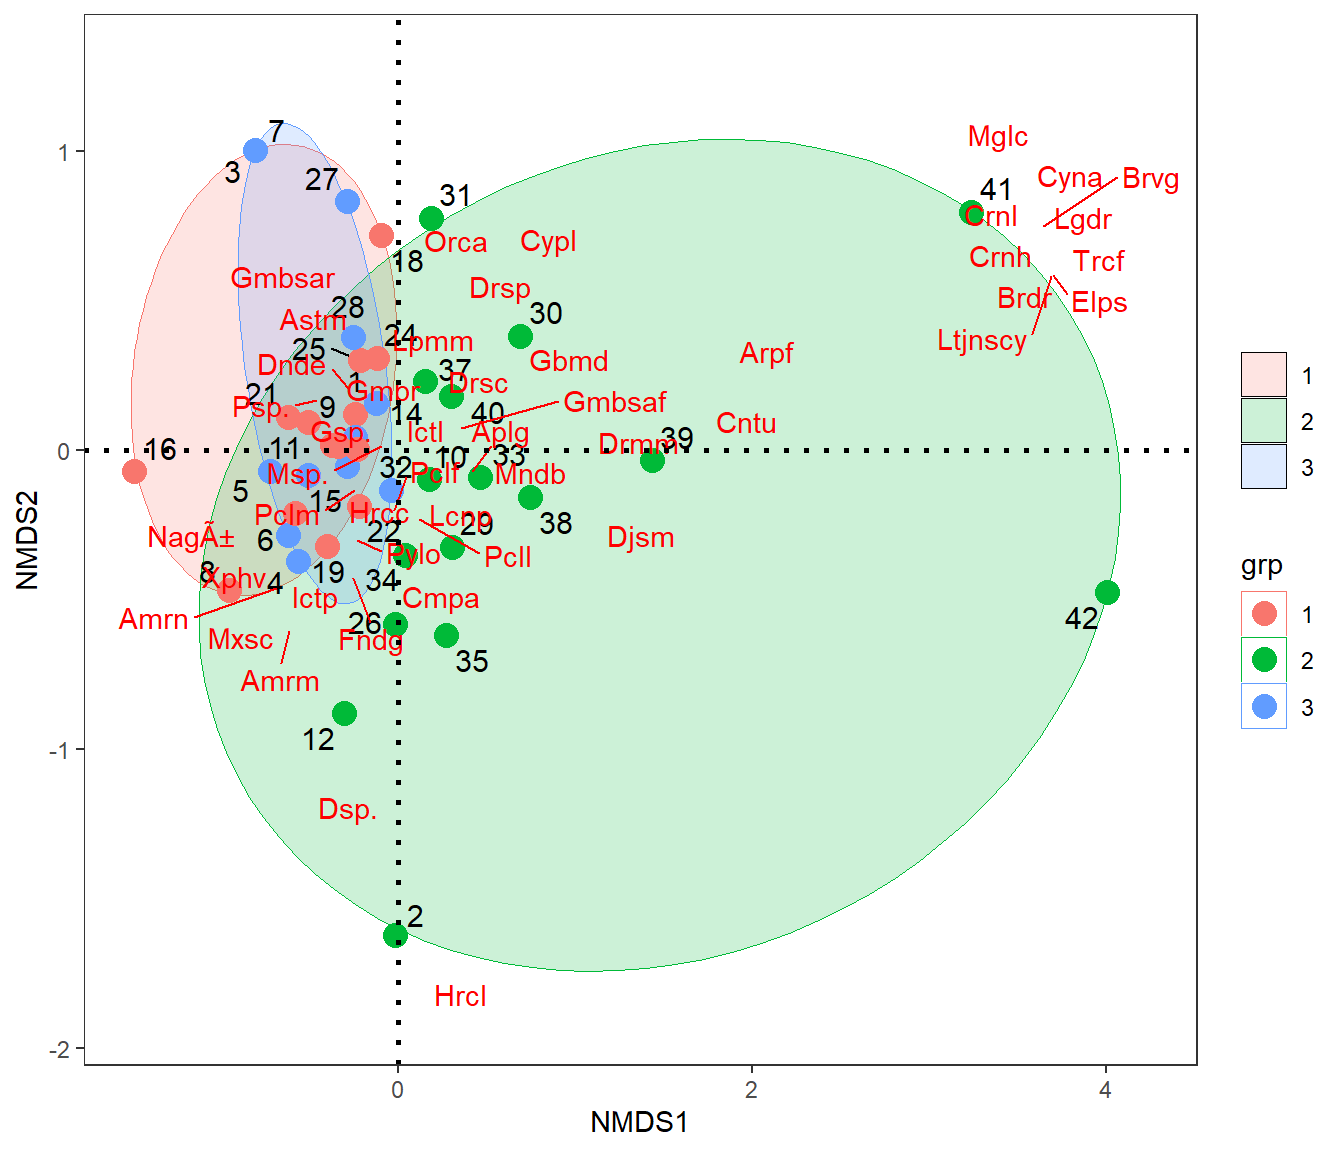 Mglc
7
Cyna
Brvg
3
27
31
41
Crnl
Lgdr
Orca
Cypl
18
Crnh
Trcf
Gmbsar
Drsp
Brdr
Elps
28
30
Astm
24
Lpmm
Ltjnscy
25
Dnde
Gbmd
Arpf
1
37
Drsc
21
Gmbr
Psp.
9
14
40
Gmbsaf
Gsp.
Ictl
Aplg
Cntu
16
11
39
Drmm
10
33
Msp.
32
Pclf
Mndb
5
15
Pclm
Hrcc
Lcnp
29
38
NagÃ±
6
22
Pylo
Pcll
Djsm
8
Xphv
4
19
34
Ictp
Cmpa
Amrn
26
42
Mxsc
Fndg
35
Amrm
12
Dsp.
2
Hrcl
1
0
-1
-2
0
2
4
NMDS1
NMDS2
1
2
3
grp
1
2
3